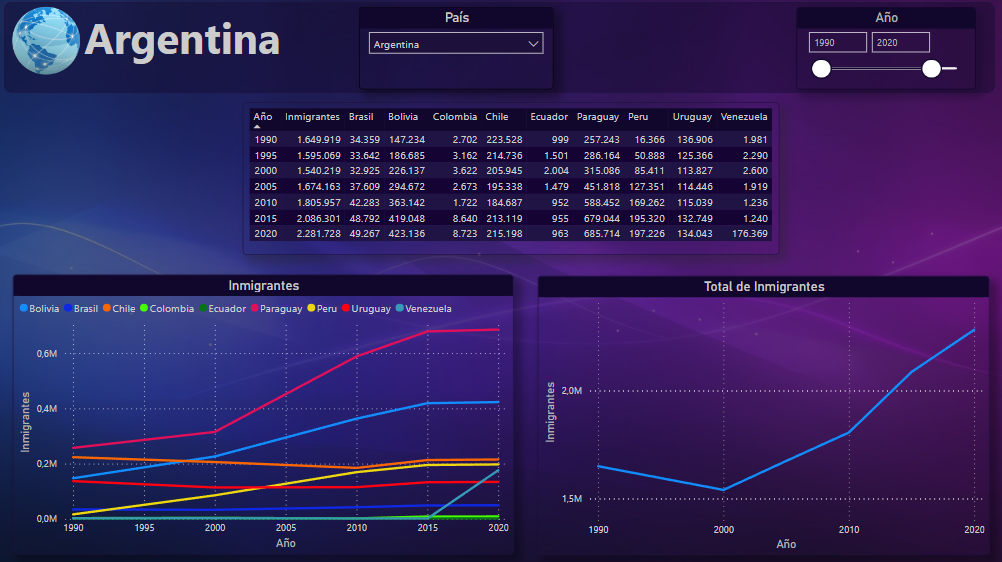 Argentina
País
Argentina
Año
1990 2020
Año Inmigrantes Brasil Bolivia Colombia Chile Ecuador Paraguay Peru Uruguay Venezuela
1990 1.649.919 34.359 147.234 2.702 223.528 999 257.243 16.366 136.906 1.981
1995 1.595.069 33.642 186.685 3.162 214.736 1.501 286.164 50.888 125.366 2.290
2000 1.540.219 32.925 226.137 3.622 205.945 2.004 315.086 85.411 113.827 2.600
2005 1.674.163 37.609 294.672 2.673 195.338 1.479 451.818 127.351 114.446 1.919
2010 1.805.957 42.283 363.142 1.722 184.687 952 588.452 169.262 115.039 1.236
2015 2.086.301 48.792 419.048 8.640 213.119 955 679.044 195.320 132.749 1.240
2020 2.281.728 49.267 423.136 8.723 215.198 963 685.714 197.226 134.043 176.369
Inmigrantes
Bolivia Brasil Chile Colombia Ecuador Paraguay Peru Uruguay Venezuela
0,6M
0,4M
0,2M
0,0M
Inmigrantes
1990 1995 2000 2005 2010 2015 2020
Año
Total de Inmigrantes
2,0M
1,5M
Inmigrantes
1990 2000 2010 2020
Año